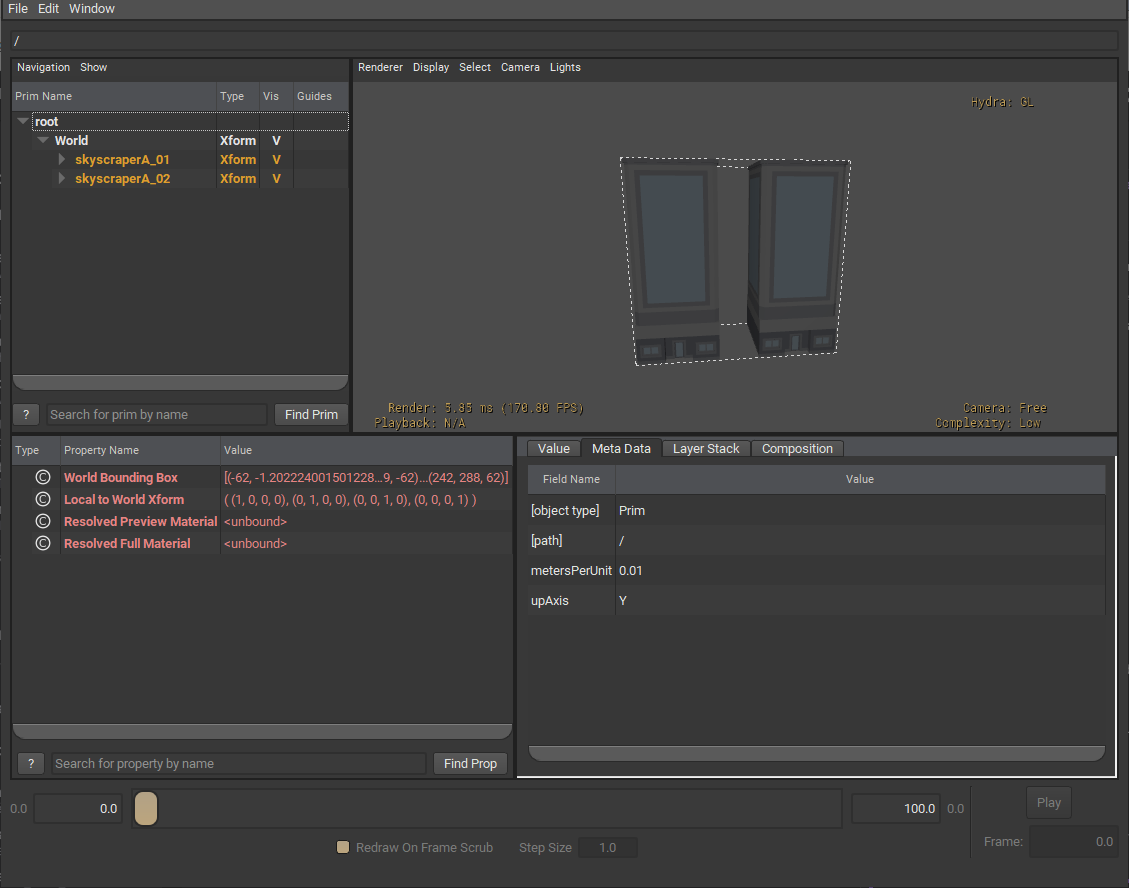 File Edit Window
/
Navigation Show
Renderer Display Select Camera Lights
Prim Name Type Vis Guides
root
World Xform V
skyscraperA_01 Xform V
skyscraperA_02 Xform V
Hydra: GL
Render: 5.85 ms (170.80 FPS)
Playback: N/A
Camera: Free
Complexity: Low
? Search for prim by name Find Prim
Type Property Name Value
© World Bounding Box [(-62, -1.202224001501228...9, -62)...(242, 288, 62)]
© Local to World Xform ( (1, 0, 0, 0), (0, 1, 0, 0), (0, 0, 1, 0), (0, 0, 0, 1) )
© Resolved Preview Material <unbound>
© Resolved Full Material <unbound>
? Search for property by name Find Prop
Value Meta Data Layer Stack Composition
Field Name Value
[object type] Prim
[path] /
metersPerUnit 0.01
upAxis Y
0.0 0.0 100.0 0.0 Play
Redraw On Frame Scrub Step Size 1.0 Frame: 0.0